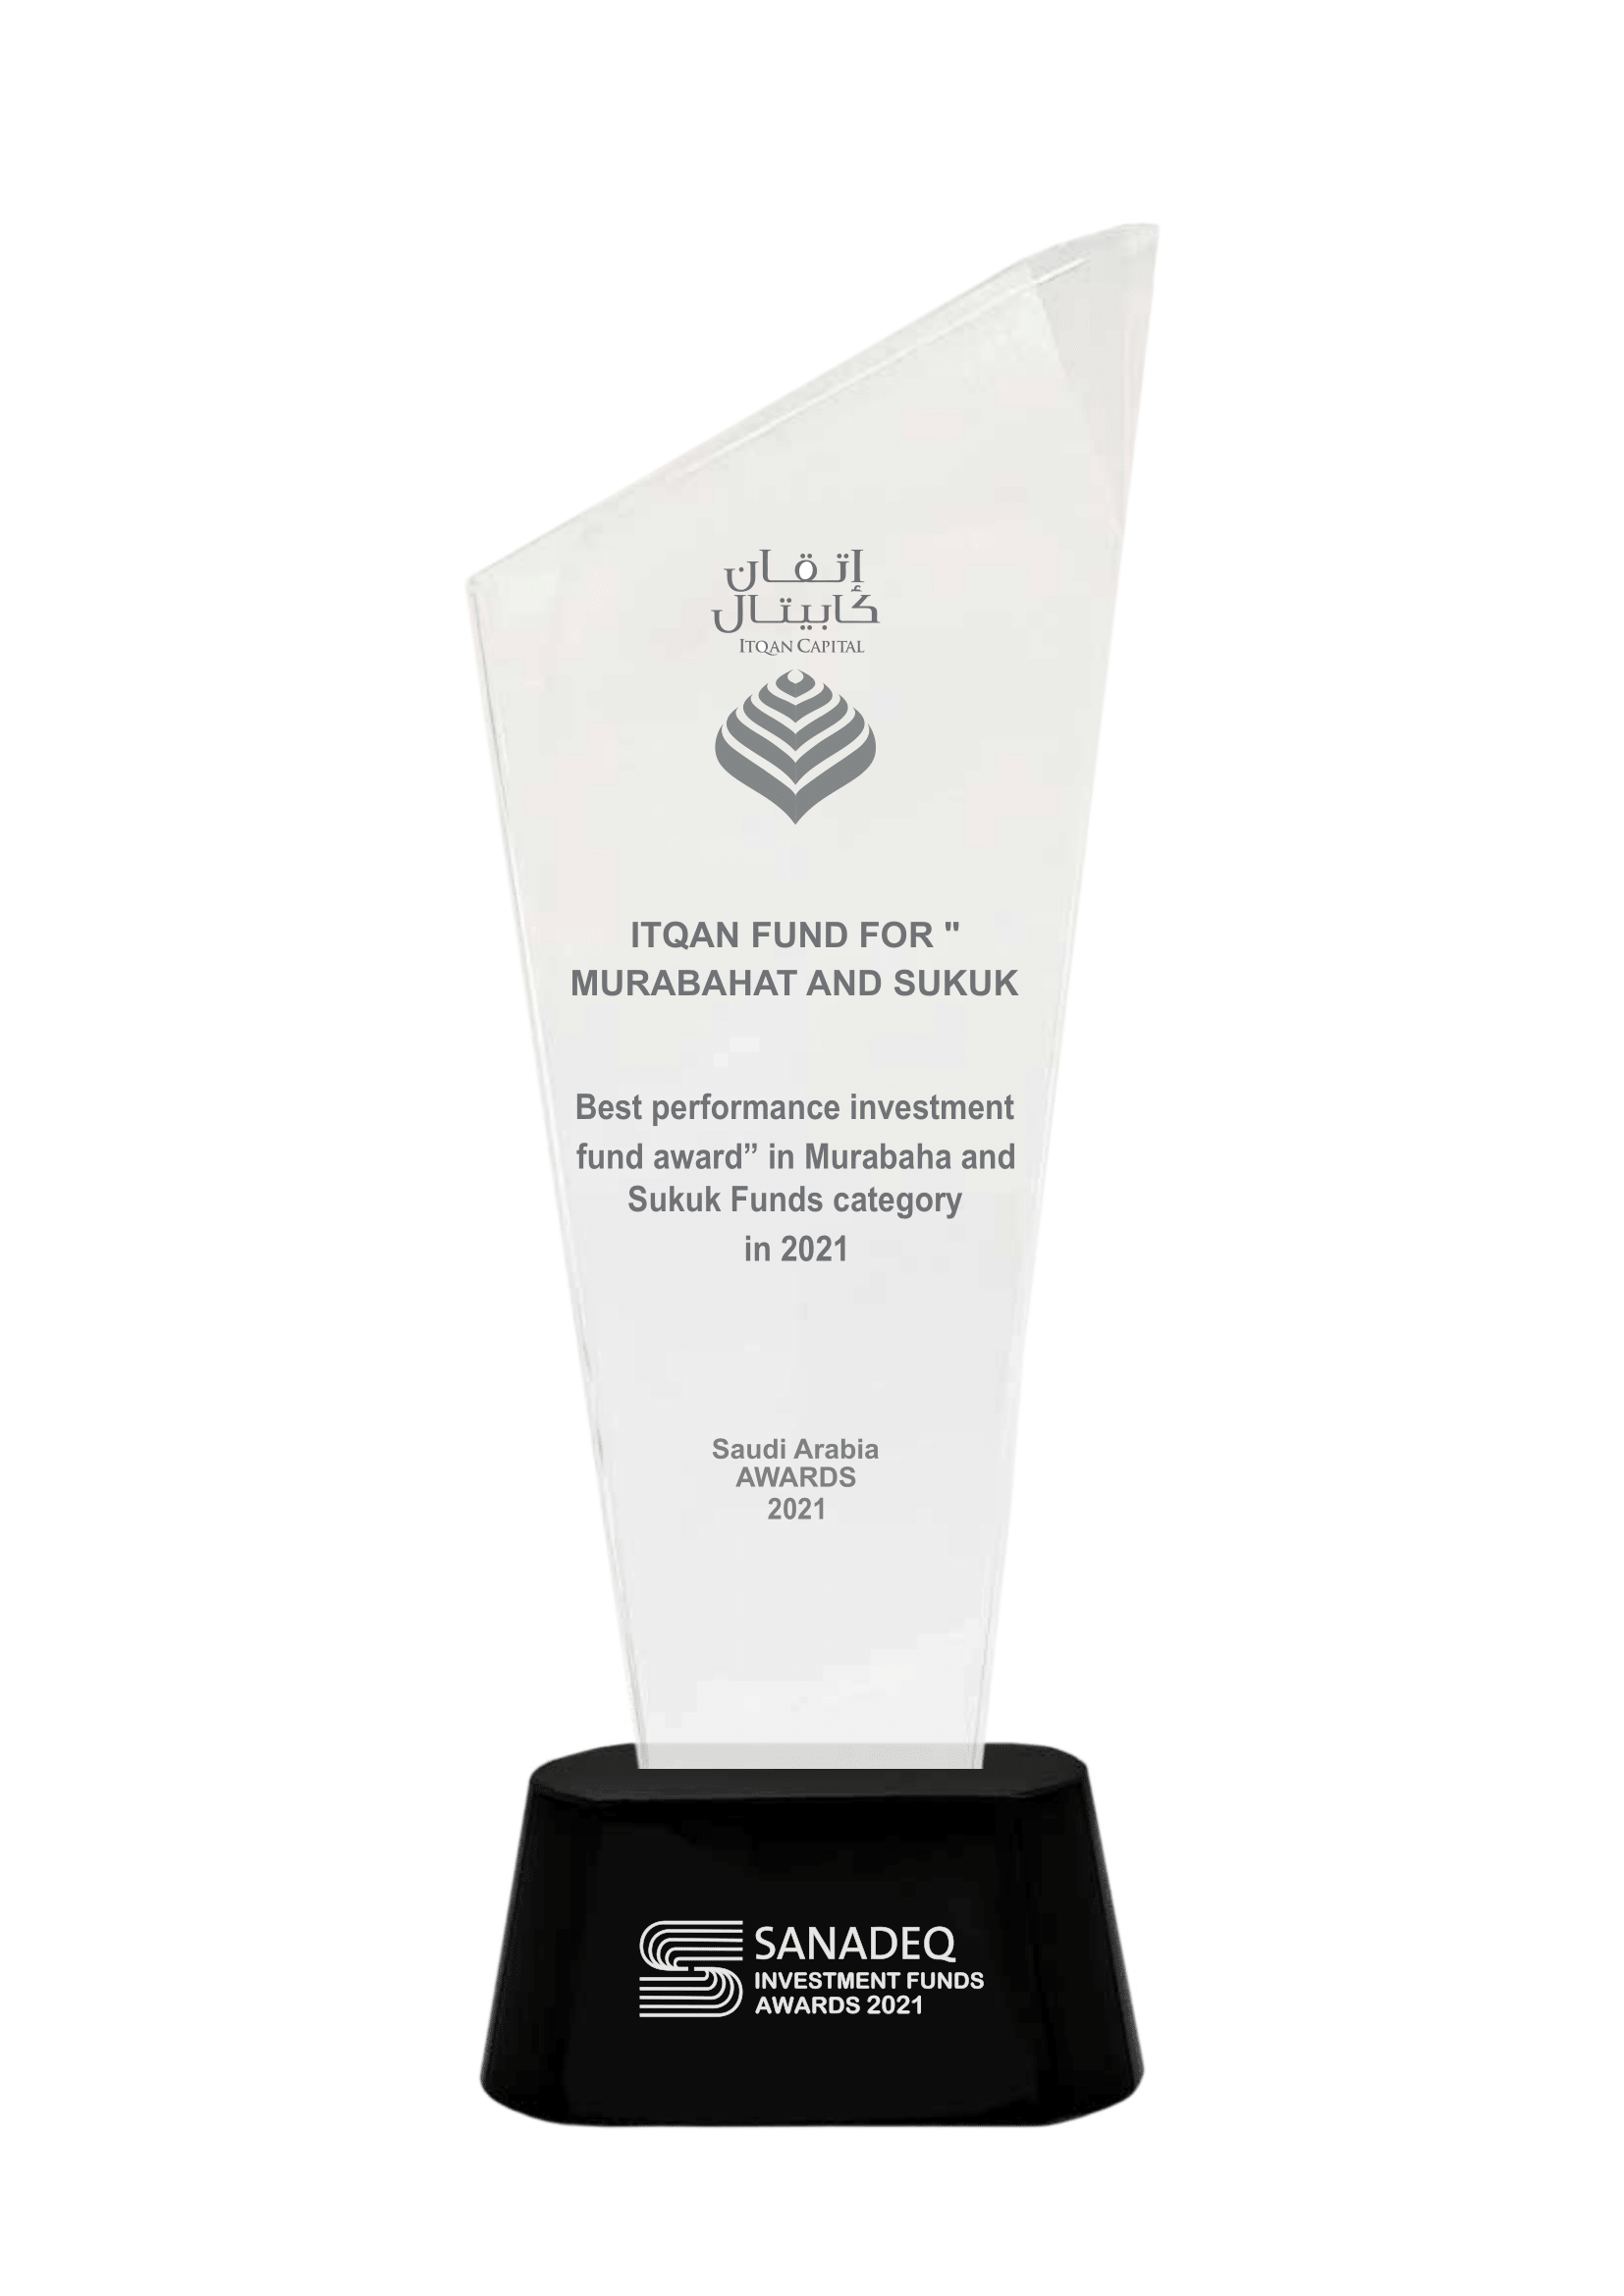 إتقان
كابيتال
ITQAN CAPITAL
ITQAN FUND FOR "
MURABAHAT AND SUKUK
Best performance investment
fund award” in Murabaha and
Sukuk Funds category
in 2021
Saudi Arabia
AWARDS
2021
SANADEQ
INVESTMENT FUNDS
AWARDS 2021